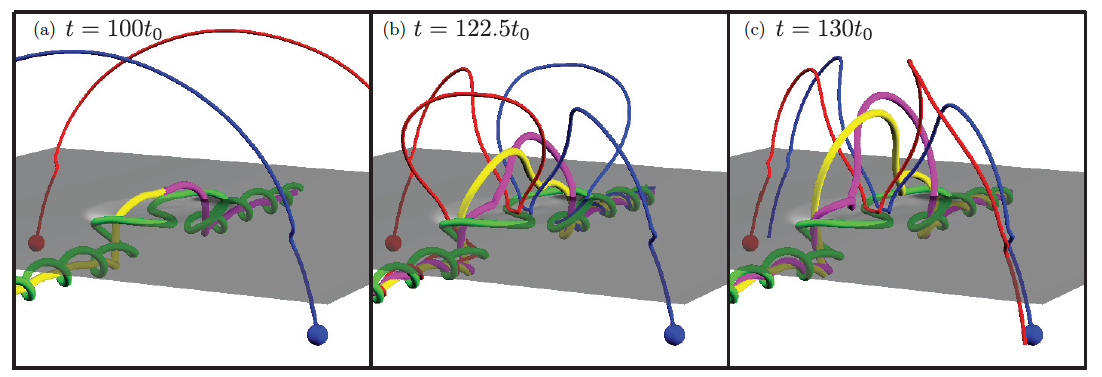 (a) t = 100t₀
(b) t = 122.5t₀
(c) t = 130t₀